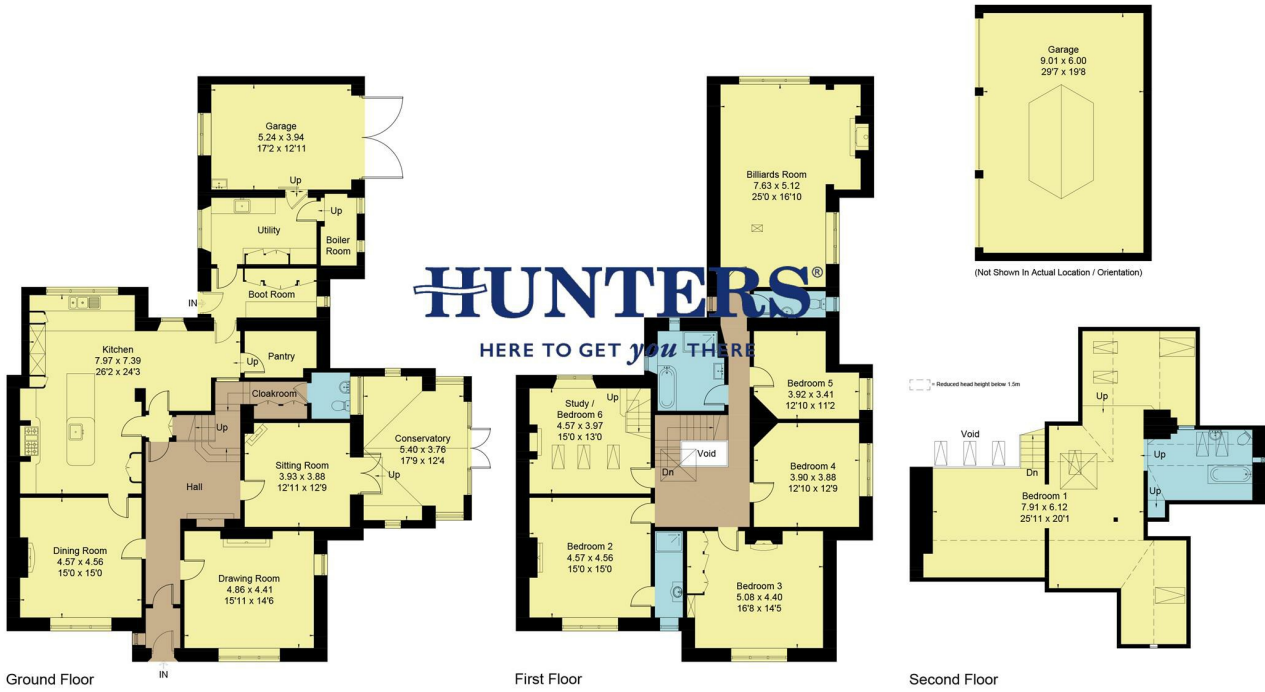 Garage
5.24 x 3.94
17'2 x 12'11
Up
Utility
Up
Boiler
Room
IN
Boot Room
Kitchen
7.97 x 7.39
26'2 x 24'3
Up
Pantry
Cloakroom
Up
Conservatory
5.40 x 3.76
17'9 x 12'4
Up
Sitting Room
3.93 x 3.88
12'11 x 12'9
Hall
Dining Room
4.57 x 4.56
15'0 x 15'0
Drawing Room
4.86 x 4.41
15'11 x 14'6
IN
Ground Floor
HUNTERS®
HERE TO GET you THERE
Billiards Room
7.63 x 5.12
25'0 x 16'10
Study /
Bedroom 6
4.57 x 3.97
15'0 x 13'0
Up
Bedroom 5
3.92 x 3.41
12'10 x 11'2
Void
Dn
Bedroom 4
3.90 x 3.88
12'10 x 12'9
Bedroom 2
4.57 x 4.56
15'0 x 15'0
Bedroom 3
5.08 x 4.40
16'8 x 14'5
First Floor
Garage
9.01 x 6.00
29'7 x 19'8
(Not Shown In Actual Location / Orientation)
= Reduced head height below 1.5m
Up
Void
Dn
Up
Up
Bedroom 1
7.91 x 6.12
25'11 x 20'1
Second Floor